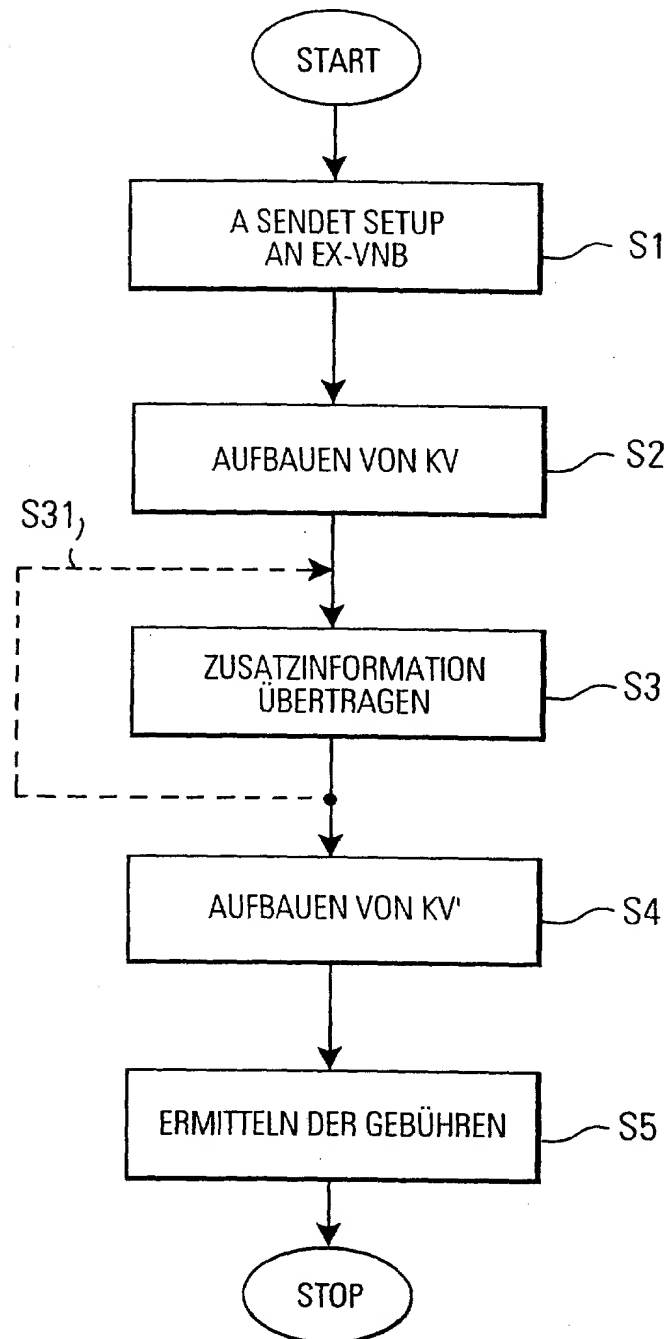 START
A SENDET SETUP
AN EX-VNB
S1
AUFBAUEN VON KV
S2
S31
ZUSATZINFORMATION
ÜBERTRAGEN
S3
AUFBAUEN VON KV'
S4
ERMITTELN DER GEBÜHREN
S5
STOP